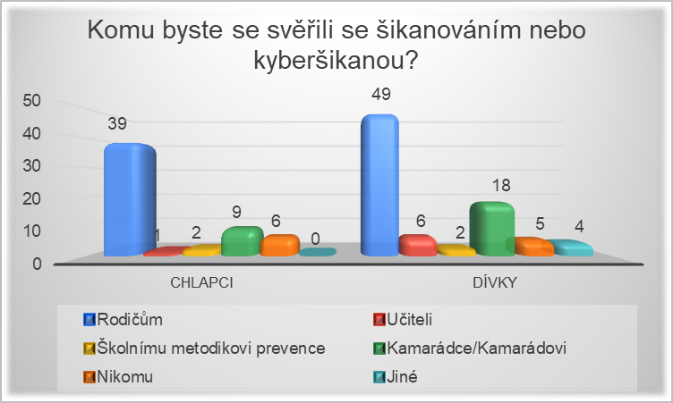 Komu byste se svěřili se šikanováním nebo
kyberšikanou?
50
40
30
20
10
0
39
1
2
9
6
0
49
6
2
18
5
4
CHLAPCI
DÍVKY
Rodičům
Učiteli
Školnímu metodikovi prevence
Kamarádce/Kamarádovi
Nikomu
Jiné